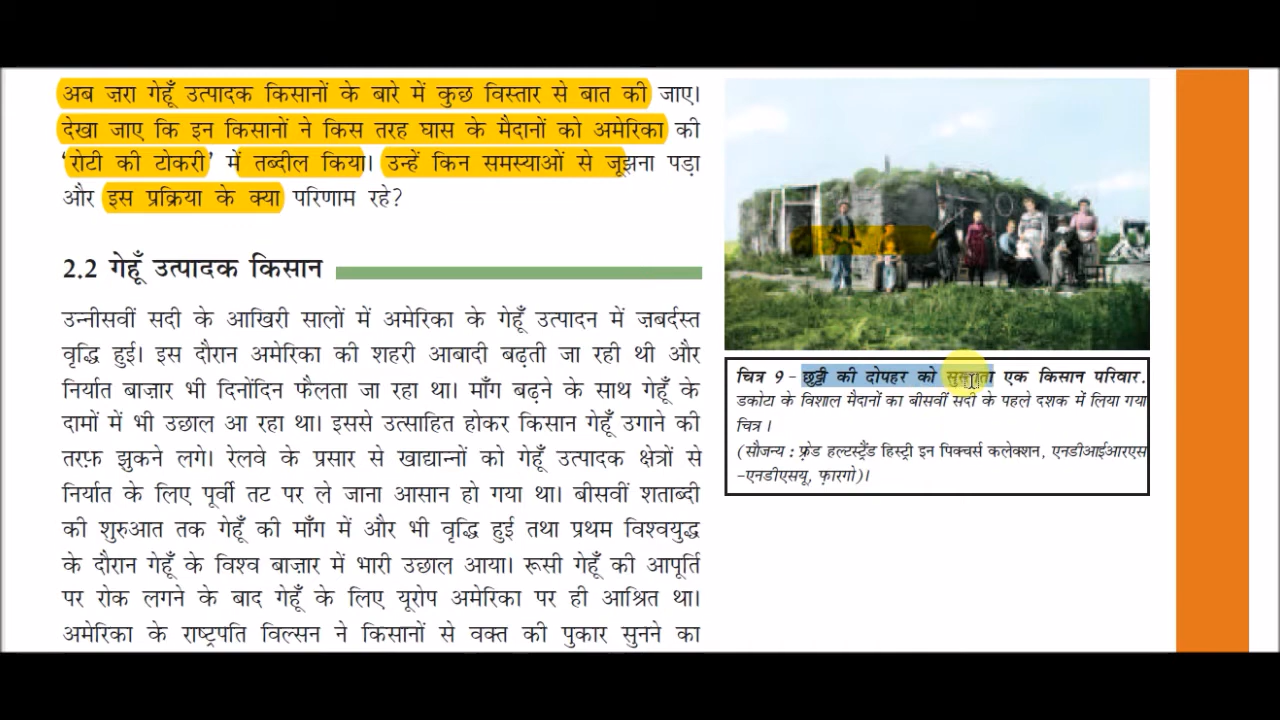 अब ज़रा गेहूँ उत्पादक किसानों के बारे में कुछ विस्तार से बात की जाए।
देखा जाए कि इन किसानों ने किस तरह घास के मैदानों को अमेरिका की
‘रोटी की टोकरी’ में तब्दील किया। उन्हें किन समस्याओं से जूझना पड़ा
और इस प्रक्रिया के क्या परिणाम रहे?
2.2 गेहूँ उत्पादक किसान
उन्नीसवीं सदी के आखिरी सालों में अमेरिका के गेहूँ उत्पादन में ज़बर्दस्त
वृद्धि हुई। इस दौरान अमेरिका की शहरी आबादी बढ़ती जा रही थी और
निर्यात बाज़ार भी दिनोंदिन फैलता जा रहा था। माँग बढ़ने के साथ गेहूँ के
दामों में भी उछाल आ रहा था। इससे उत्साहित होकर किसान गेहूँ उगाने की
तरफ़ झुकने लगे। रेलवे के प्रसार से खाद्यान्नों को गेहूँ उत्पादक क्षेत्रों से
निर्यात के लिए पूर्वी तट पर ले जाना आसान हो गया था। बीसवीं शताब्दी
की शुरुआत तक गेहूँ की माँग में और भी वृद्धि हुई तथा प्रथम विश्वयुद्ध
के दौरान गेहूँ के विश्व बाज़ार में भारी उछाल आया। रूसी गेहूँ की आपूर्ति
पर रोक लगने के बाद गेहूँ के लिए यूरोप अमेरिका पर ही आश्रित था।
अमेरिका के राष्ट्रपति विल्सन ने किसानों से वक्त की पुकार सुनने का
चित्र 9 - छुट्टी की दोपहर को सुस्ताता एक किसान परिवार.
डकोटा के विशाल मैदानों का बीसवीं सदी के पहले दशक में लिया गया
चित्र।
(सौजन्य : फ़्रेड हल्टस्ट्रैंड हिस्ट्री इन पिक्चर्स कलेक्शन, एनडीआईआरएस
-एनडीएसयू, फ़ारगो)।